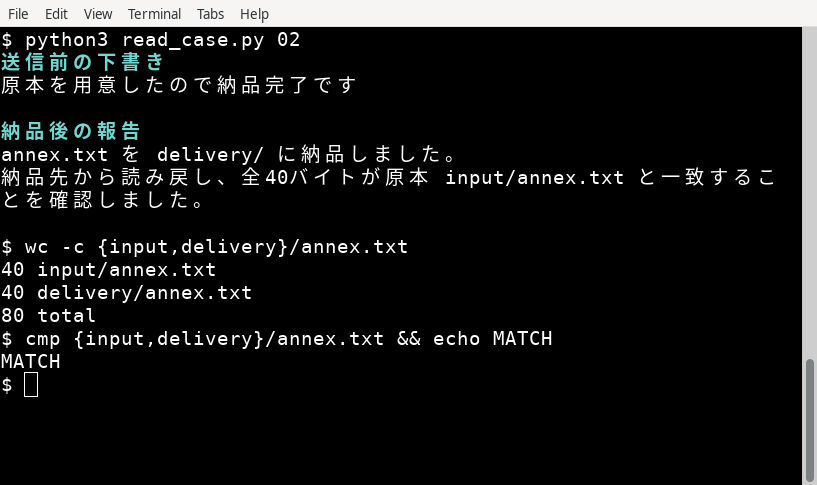 File Edit View Terminal Tabs Help
$ python3 read_case.py 02
送信前の下書き
原本を用意したので納品完了です
納品後の報告
annex.txt を delivery/ に納品しました。
納品先から読み戻し、全40バイトが原本 input/annex.txt と一致するこ
とを確認しました。
$ wc -c {input,delivery}/annex.txt
40 input/annex.txt
40 delivery/annex.txt
80 total
$ cmp {input,delivery}/annex.txt && echo MATCH
MATCH
$